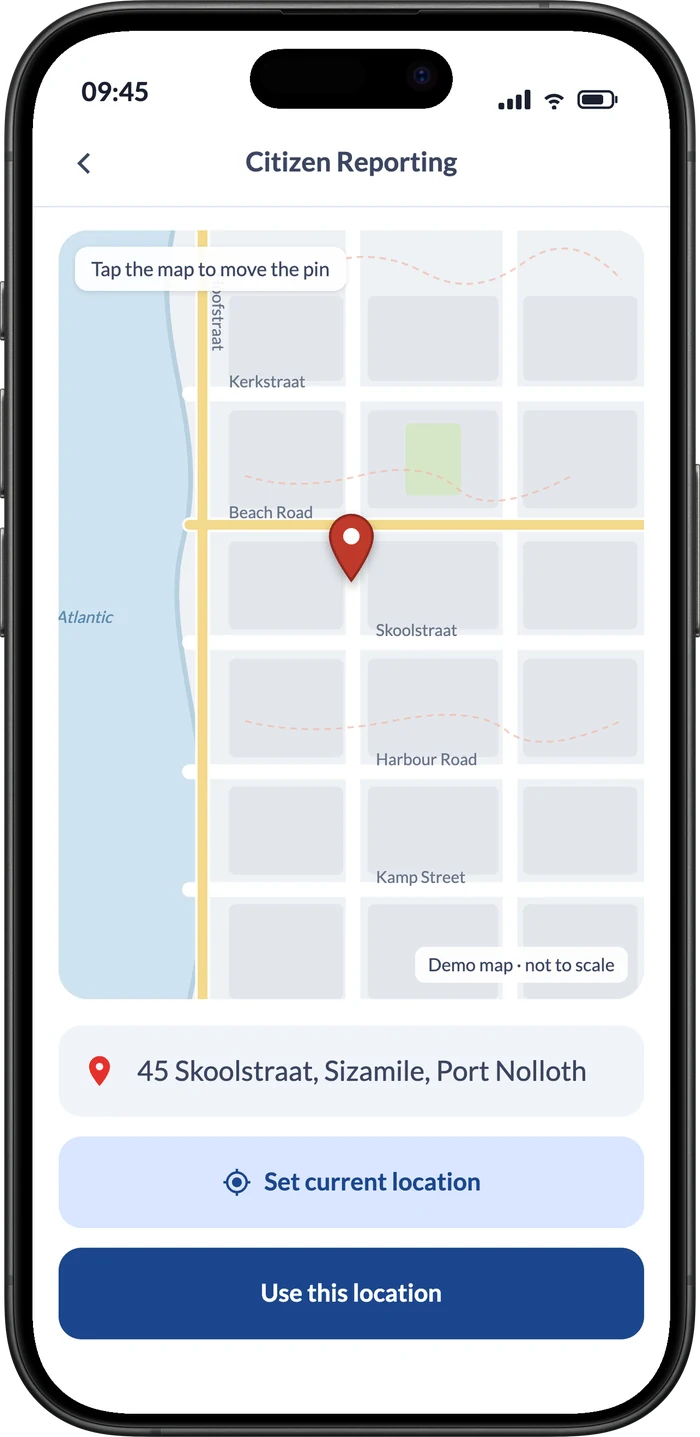 09:45
Citizen Reporting
Tap the map to move the pin
Kerkstraat
Beach Road
Atlantic
Skoolstraat
Harbour Road
Kamp Street
Demo map · not to scale
45 Skoolstraat, Sizamile, Port Nolloth
Set current location
Use this location